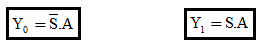 Y₀ = S̅.A
Y₁ = S.A